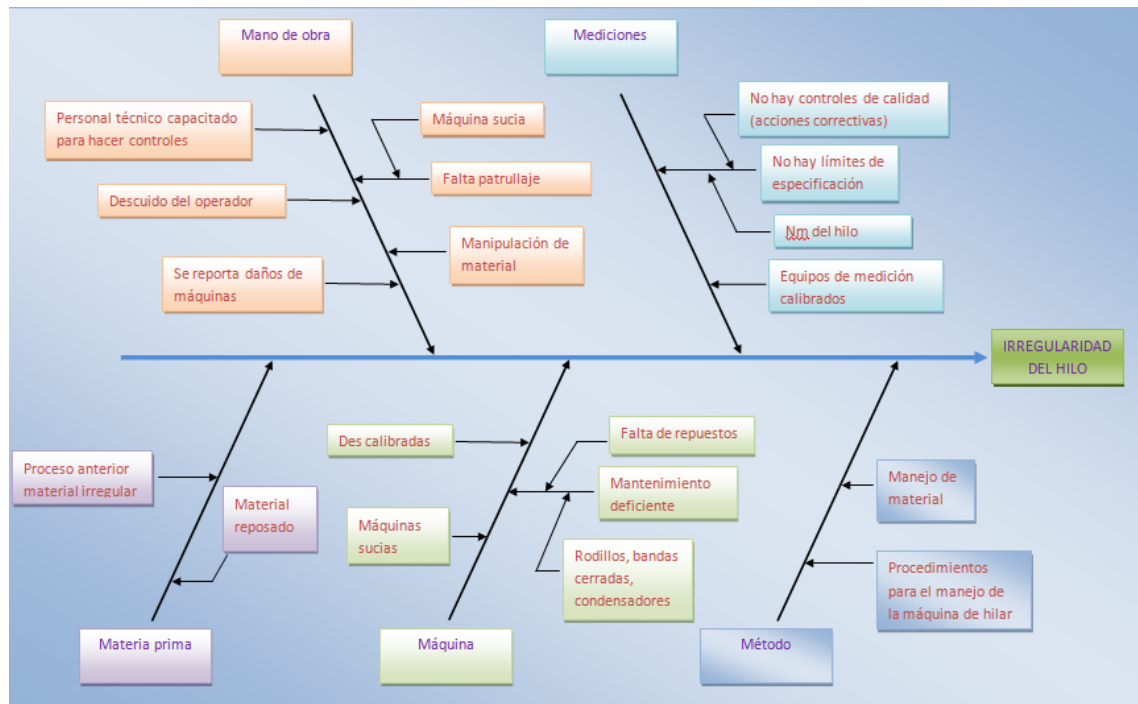 Mano de obra
Mediciones
Personal técnico capacitado
para hacer controles
Máquina sucia
Falta patrullaje
Descuido del operador
Manipulación de
material
Se reporta daños de
máquinas
No hay controles de calidad
(acciones correctivas)
No hay límites de
especificación
Nm del hilo
Equipos de medición
calibrados
IRREGULARIDAD
DEL HILO
Proceso anterior
material irregular
Material
reposado
Des calibradas
Falta de repuestos
Mantenimiento
deficiente
Máquinas
sucias
Rodillos, bandas
cerradas,
condensadores
Manejo de
material
Procedimientos
para el manejo de
la máquina de hilar
Materia prima
Máquina
Método